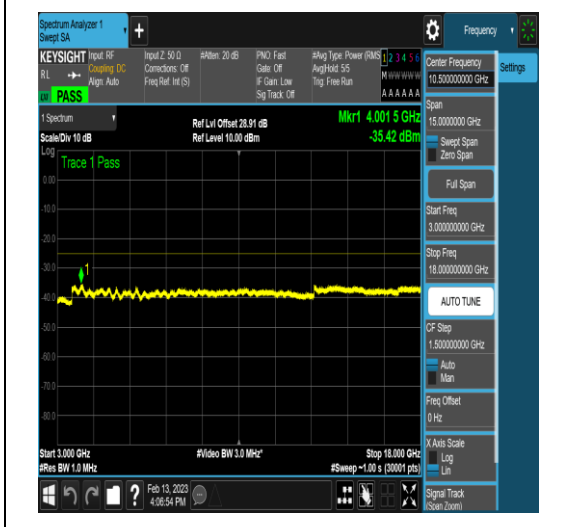 Spectrum Analyzer 1
Swept SA
Frequency
KEYSIGHT
RL
PASS
Input: RF
Coupling: DC
Align: Auto
Input Z: 50 Ω
Corrections: Off
Freq Ref: Int (S)
#Atten: 20 dB
PNO: Fast
Gate: Off
IF Gain: Low
Sig Track: Off
#Avg Type: Power (RMS
Avg|Hold: 5/5
Trig: Free Run
1 2 3 4 5 6
M W W W W W
A A A A A A
Settings
Center Frequency
10.500000000 GHz
Span
15.0000000 GHz
Swept Span
Zero Span
Full Span
Start Freq
3.000000000 GHz
Stop Freq
18.000000000 GHz
AUTO TUNE
CF Step
1.500000000 GHz
Auto
Man
Freq Offset
0 Hz
X Axis Scale
Log
Lin
Signal Track
(Span Zoom)
1 Spectrum
Scale/Div 10 dB
Ref Lvl Offset 28.91 dB
Ref Level 10.00 dBm
Mkr1 4.001 5 GHz
-35.42 dBm
Log
Trace 1 Pass
1
0.00
-10.0
-20.0
-30.0
-40.0
-50.0
-60.0
-70.0
-80.0
Start 3.000 GHz
#Res BW 1.0 MHz
#Video BW 3.0 MHz*
Stop 18.000 GHz
#Sweep ~1.00 s (30001 pts)
?
Feb 13, 2023
4:06:54 PM